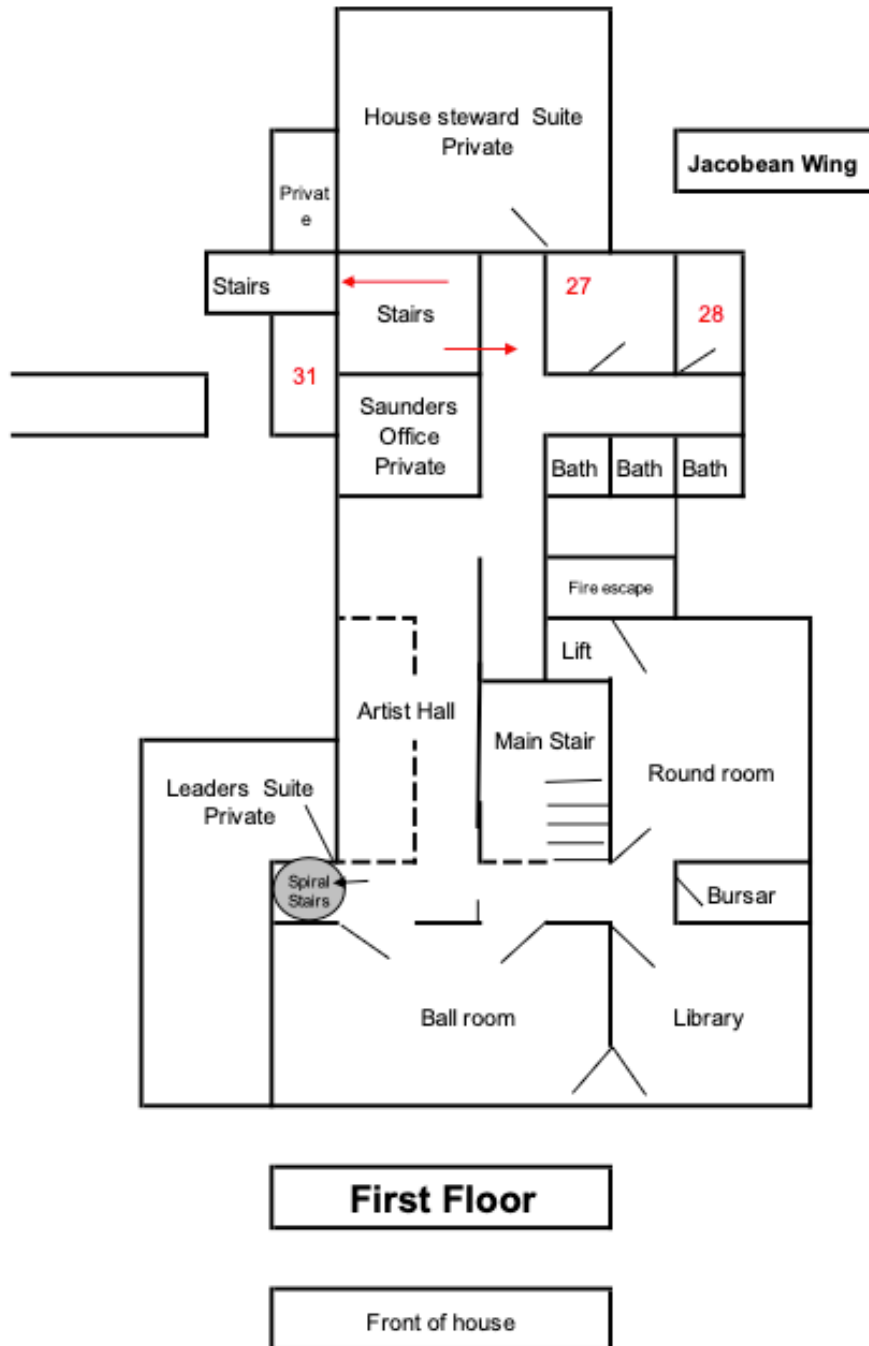 House steward  Suite
Private
Jacobean Wing
Privat
e
Stairs
Stairs
27
28
31
Saunders
Office
Private
Bath
Bath
Bath
Fire escape
Lift
Artist Hall
Main Stair
Round room
Leaders  Suite
Private
Spiral
Stairs
Bursar
Ball room
Library
First Floor
Front of house